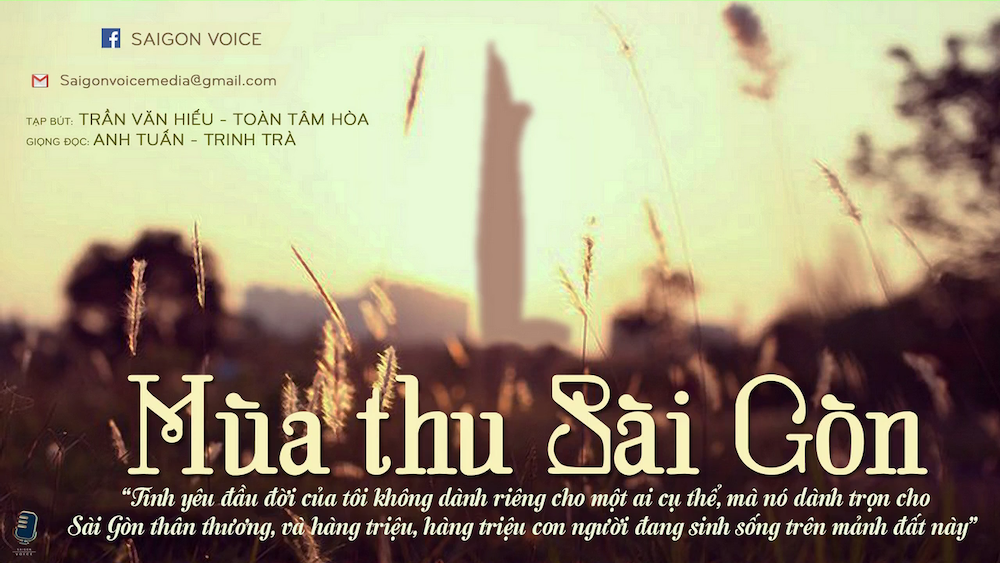 SAIGON VOICE
Saigonvoicemedia@gmail.com
TẠP BÚT: TRẦN VĂN HIẾU - TOÀN TÂM HÒA
GIỌNG ĐỌC: ANH TUẤN - TRINH TRÀ
Mùa thu Sài Gòn
“Tình yêu đầu đời của tôi không dành riêng cho một ai cụ thể, mà nó dành trọn cho
Sài Gòn thân thương, và hàng triệu, hàng triệu con người đang sinh sống trên mảnh đất này”
SAIGON
VOICE